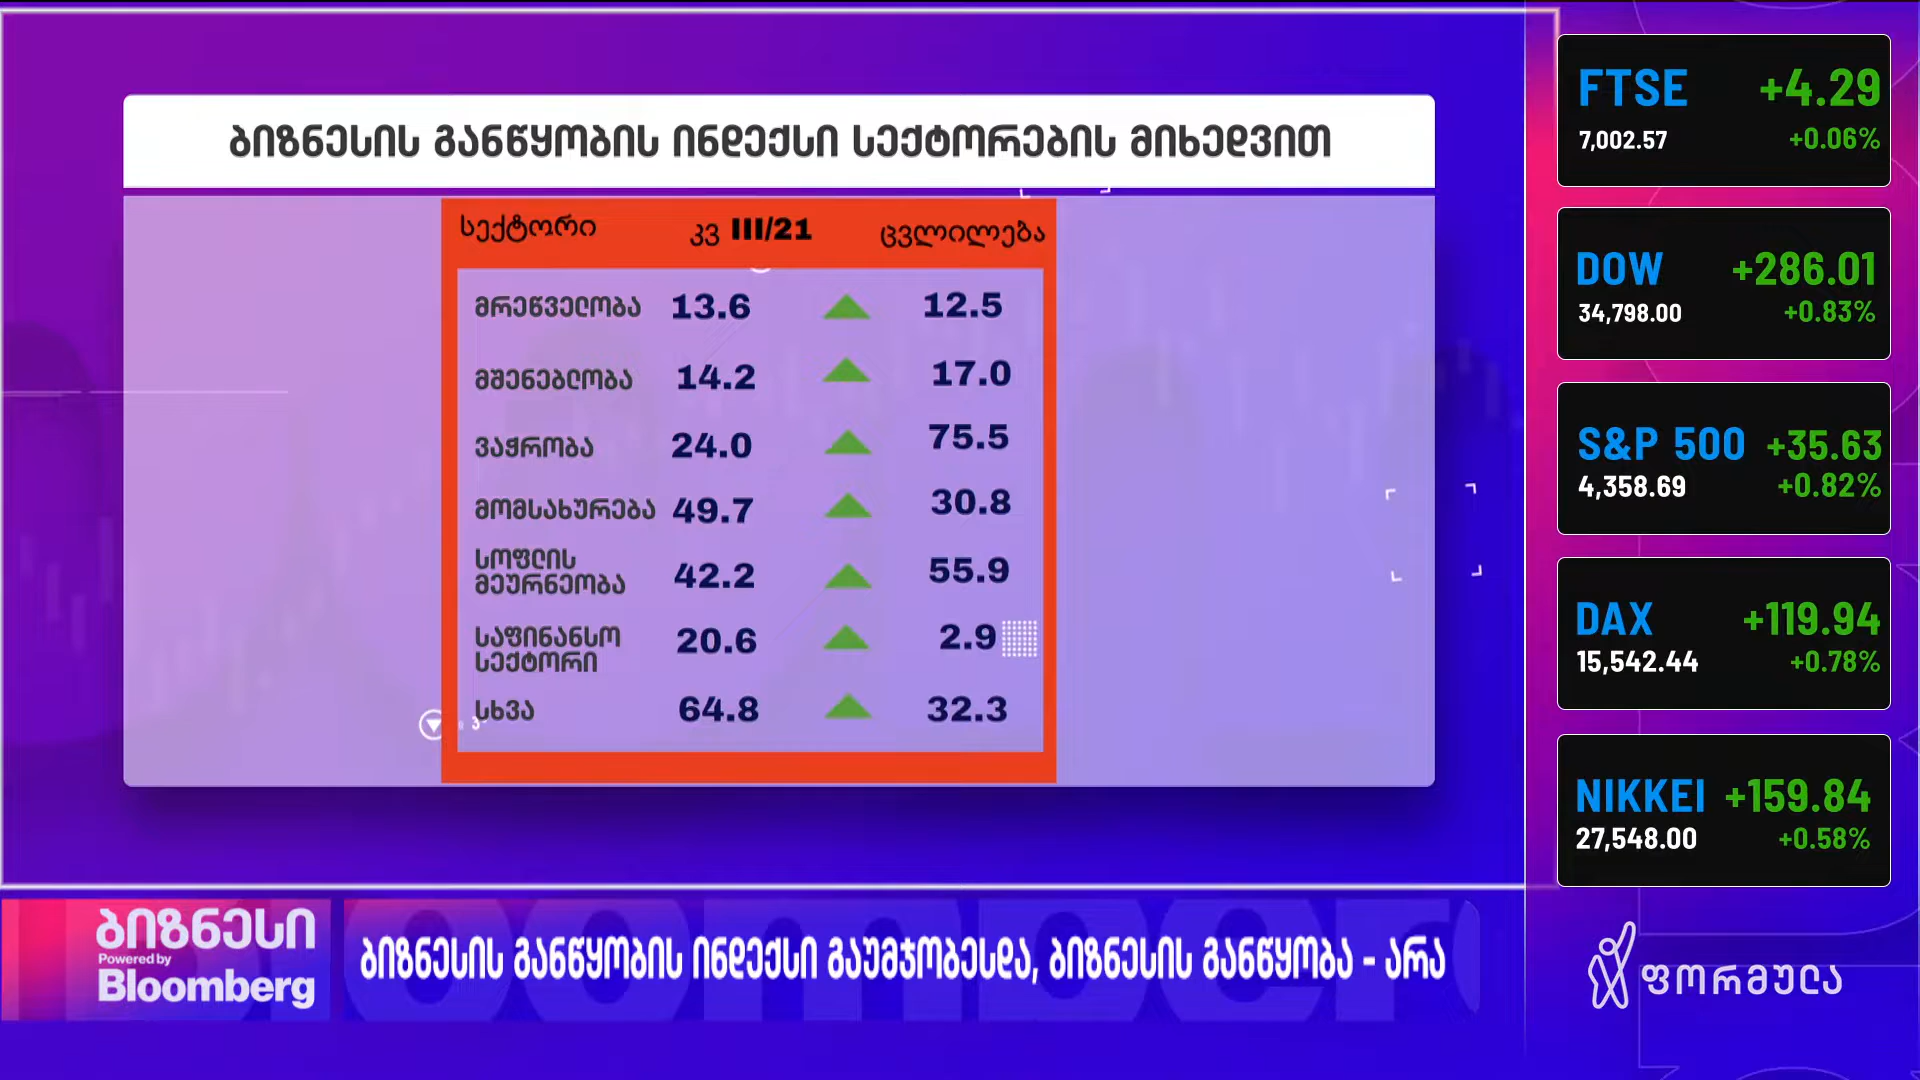 ბიზნესის განწყობის ინდექსი სექტორების მიხედვით
სექტორი კვ III/21 ცვლილება
მრეწველობა 13.6 12.5
მშენებლობა 14.2 17.0
ვაჭრობა 24.0 75.5
მომსახურება 49.7 30.8
სოფლის
მეურნეობა 42.2 55.9
საფინანსო
სექტორი 20.6 2.9
სხვა 64.8 32.3
FTSE +4.29
7,002.57 +0.06%
DOW +286.01
34,798.00 +0.83%
S&P 500 +35.63
4,358.69 +0.82%
DAX +119.94
15,542.44 +0.78%
NIKKEI +159.84
27,548.00 +0.58%
ბიზნესი
Powered by
Bloomberg
ბიზნესის განწყობის ინდექსი გაუმჯობესდა, ბიზნესის განწყობა - არა
ფორმულა